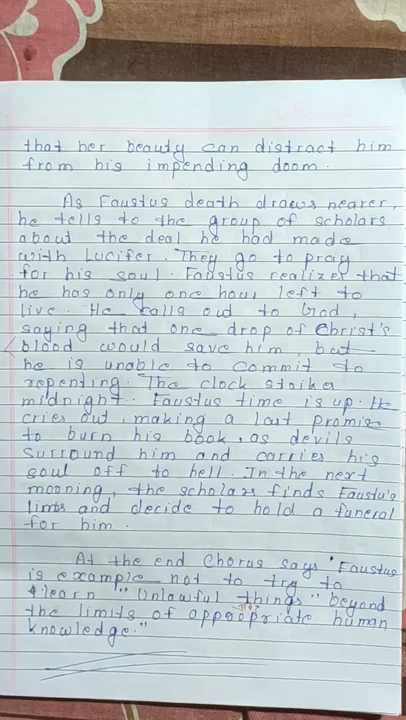 that her beauty can distract him
from his impending doom.
As Faustus death draws nearer,
he tells to the group of scholars
about the deal he had made
with Lucifer. They go to pray
for his soul. Faustus realizes that
he has only one hour left to
live. He calls out to God,
saying that one drop of Christ's
blood would save him, but
he is unable to commit to
repenting. The clock strikes
midnight. Faustus time is up. He
cries out, making a last promise
to burn his book, as devils
surround him and carries his
soul off to hell. In the next
mooning, the scholars finds Faustu's
limbs and decide to hold a funeral
for him.
At the end Chorus says "Faustus
is example not to try to
learn "Unlawful things" beyond
the limits of appropriate human
knowledge."